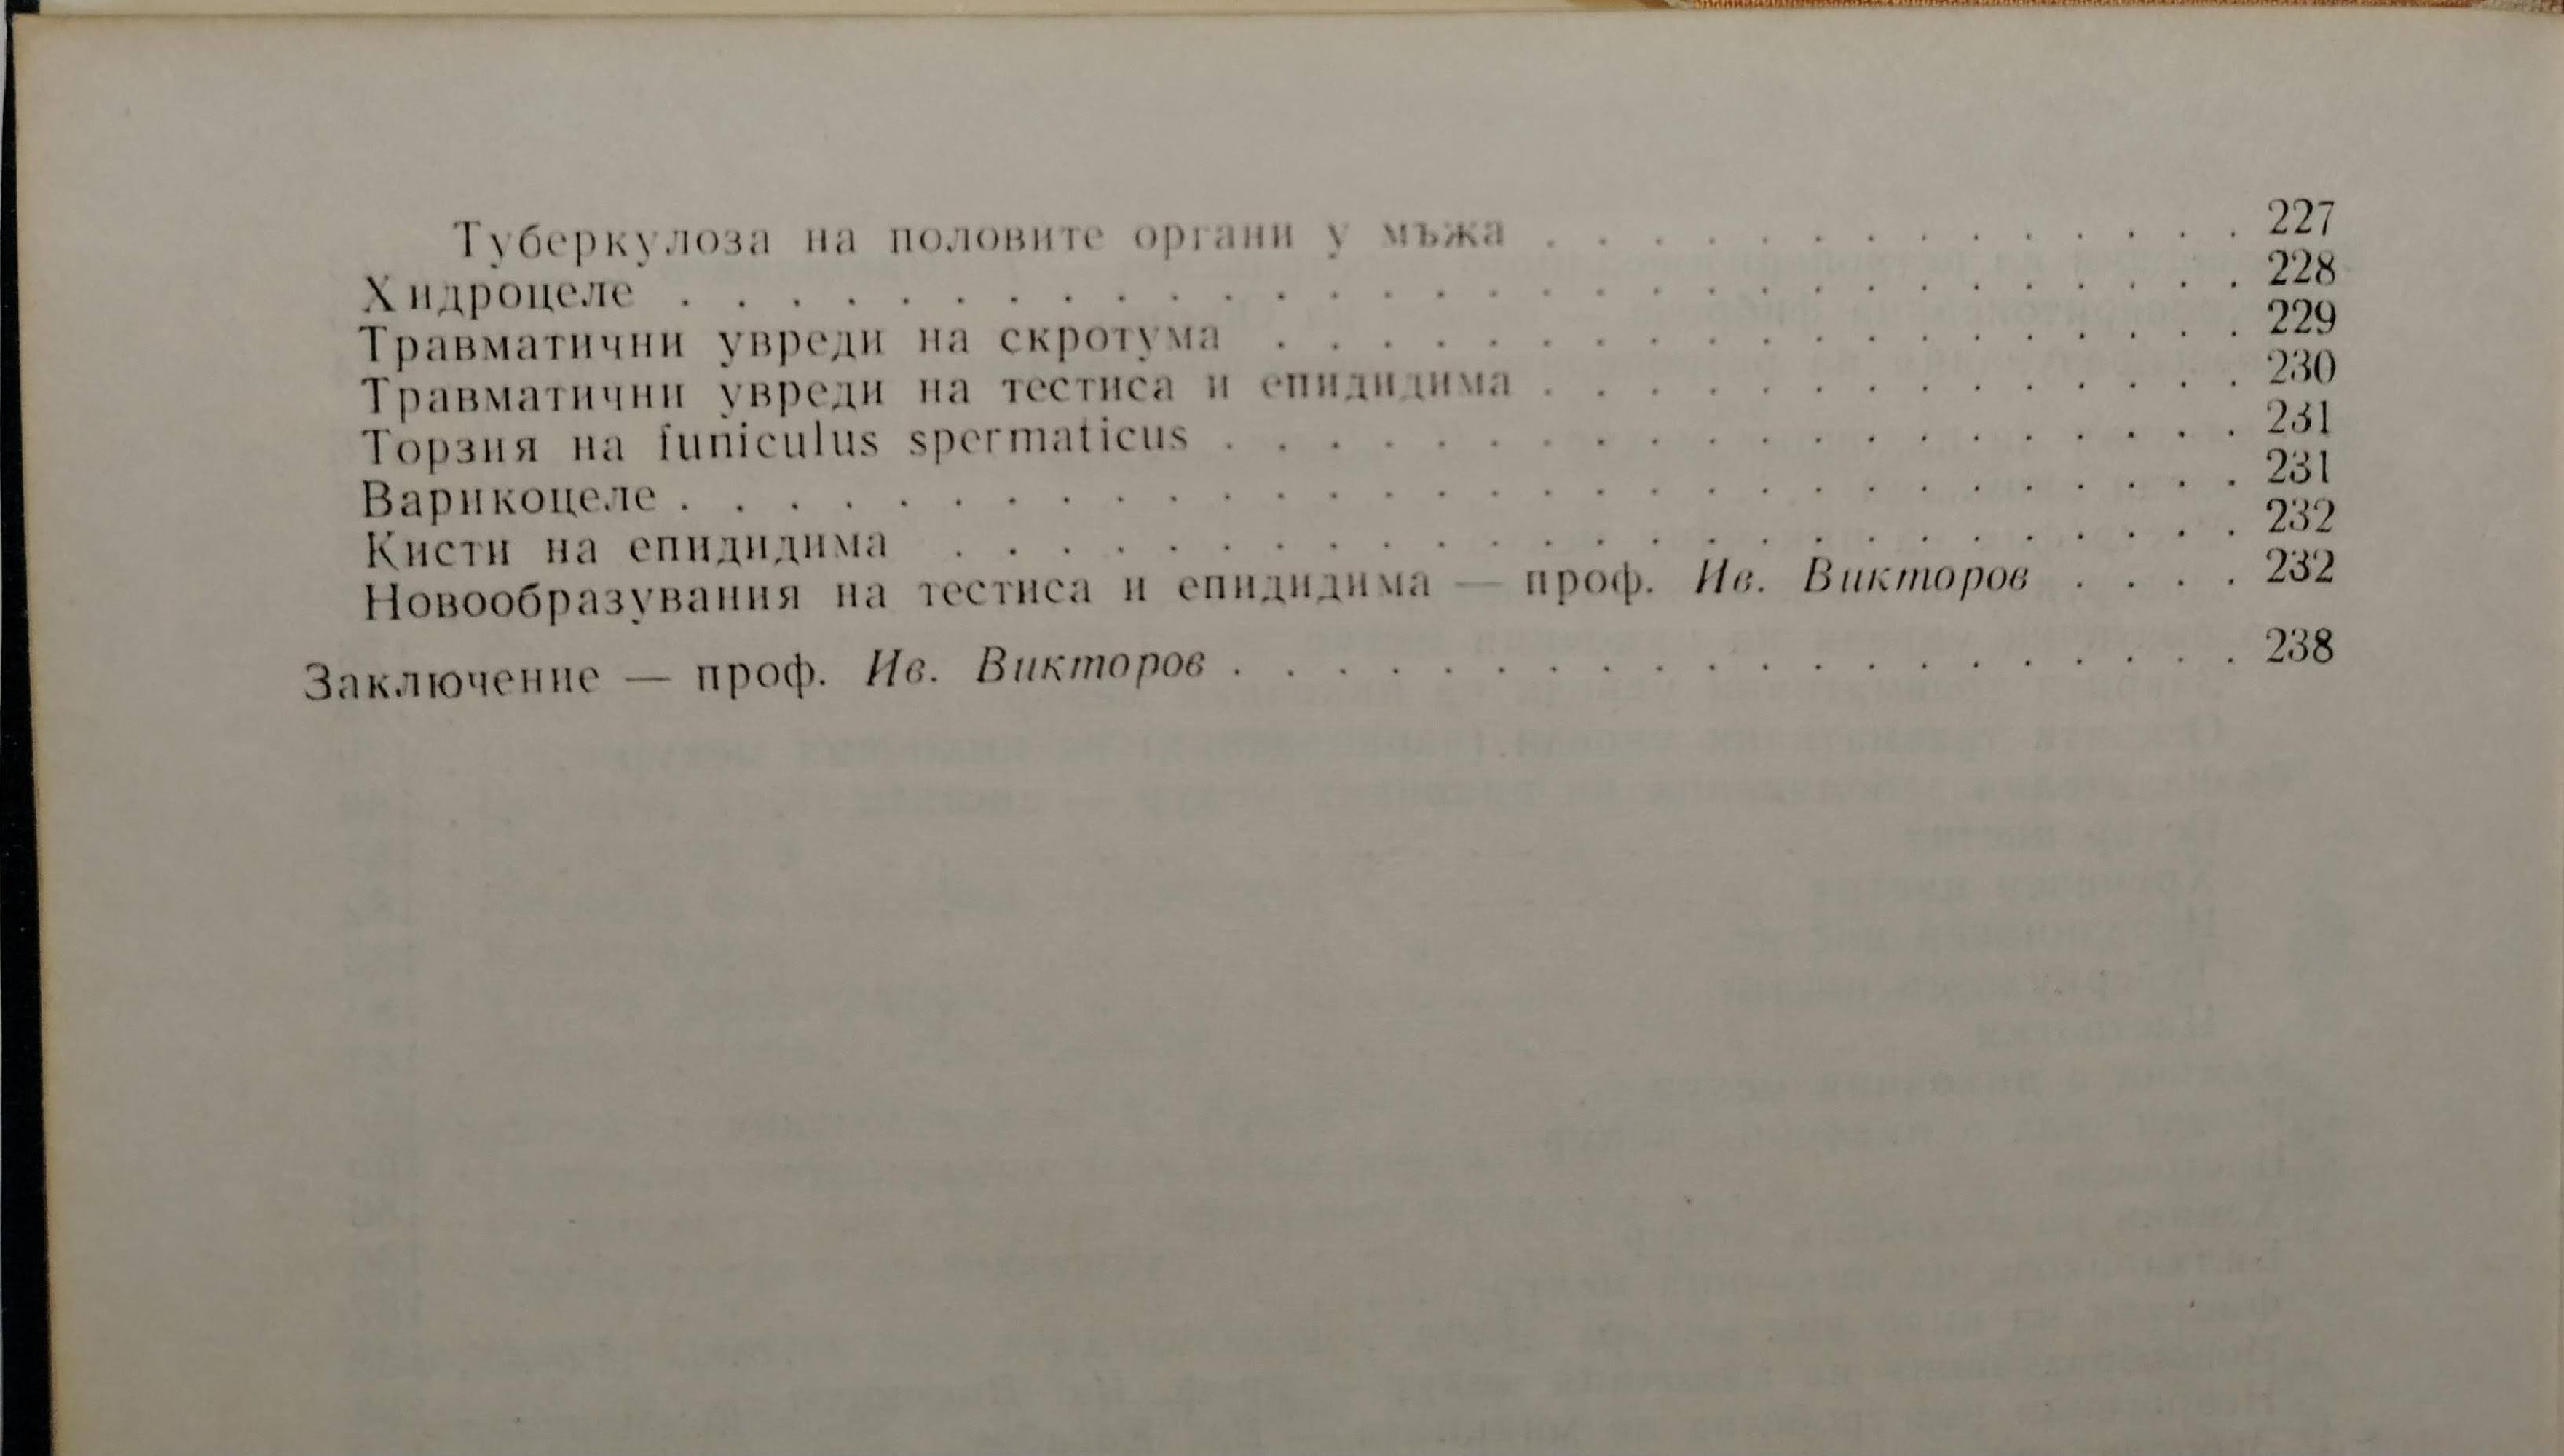 Туберкулоза на половите органи у мъжа . . . . . . . . . . . . . . 227
Хидроцеле . . . . . . . . . . . . . . . . . . . . . . . . . . . . . . 228
Травматични увреди на скротума . . . . . . . . . . . . . . . . . . . 229
Травматични увреди на тестиса и епидидима . . . . . . . . . . . . . . 230
Торзия на funiculus spermaticus . . . . . . . . . . . . . . . . . . . . 231
Варикоцеле . . . . . . . . . . . . . . . . . . . . . . . . . . . . . . 231
Кисти на епидидима . . . . . . . . . . . . . . . . . . . . . . . . . 232
Новообразувания на тестиса и епидидима — проф. Ив. Викторов . . . . 232
Заключение — проф. Ив. Викторов . . . . . . . . . . . . . . . . . . . . 238